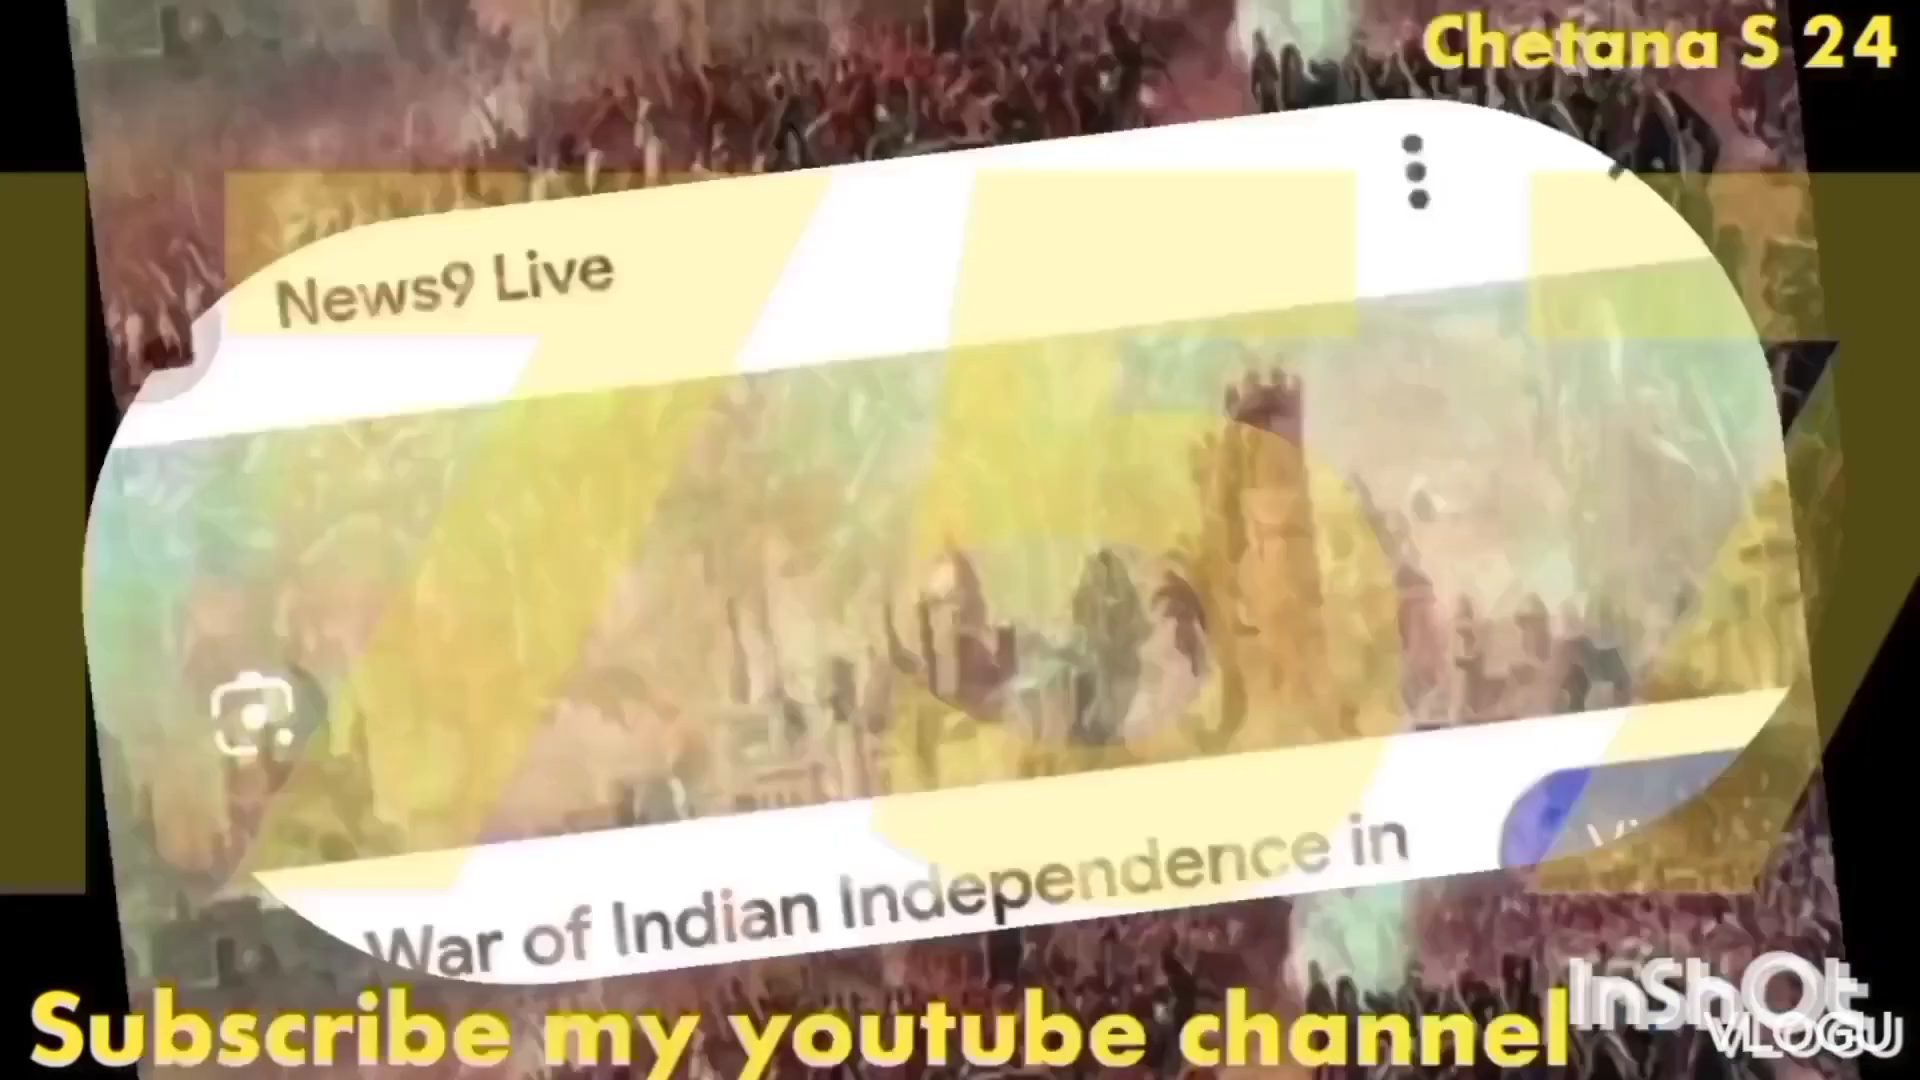 Chetana S 24
News9 Live
War of Indian Independence in
Subscribe my youtube channel
InShOt
VLOGU